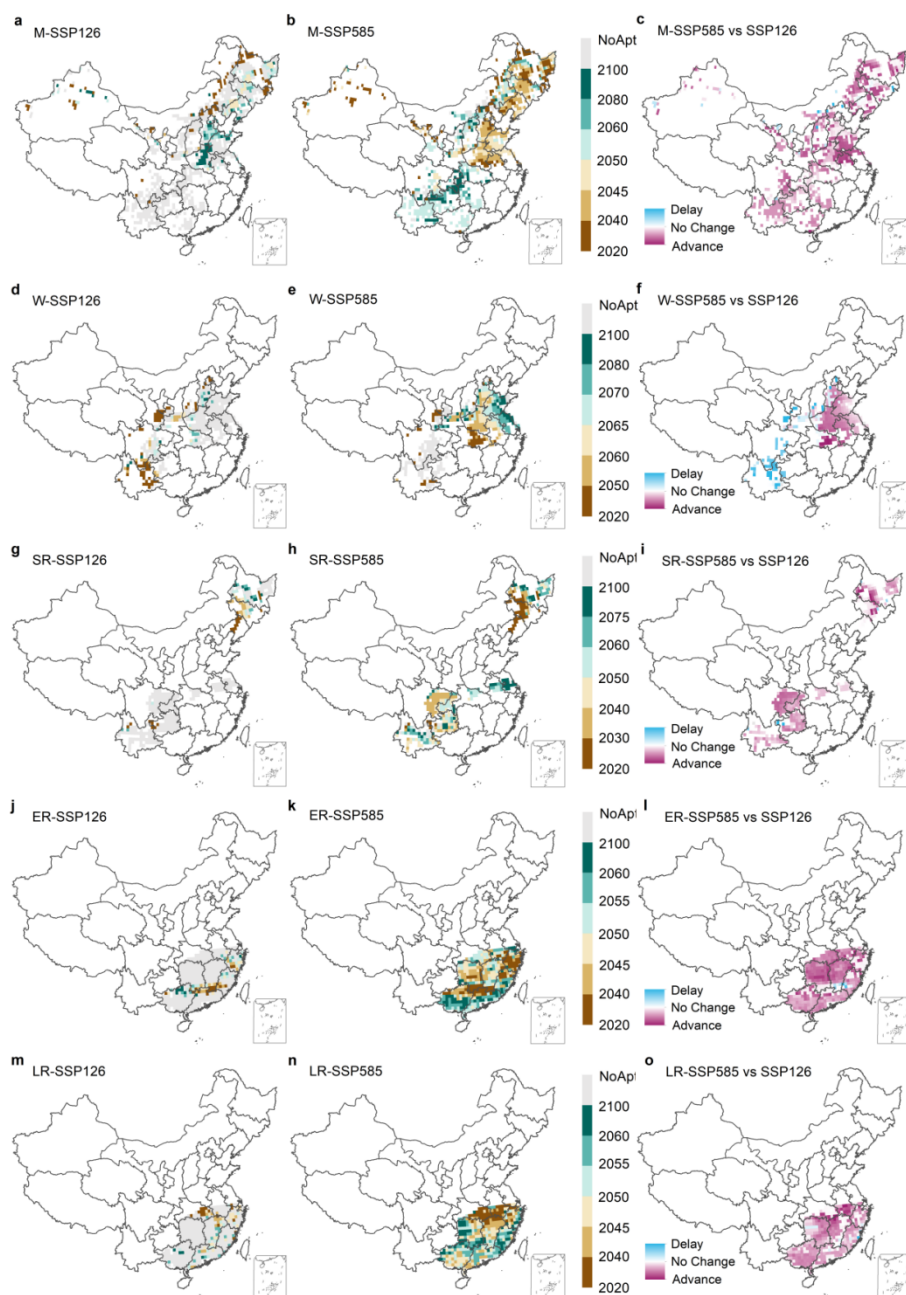 a M-SSP126
b M-SSP585
c M-SSP585 vs SSP126
NoApt
2100
2080
2060
2050
2045
2040
2020
Delay
No Change
Advance
d W-SSP126
e W-SSP585
f W-SSP585 vs SSP126
NoApt
2100
2080
2070
2065
2060
2050
2020
Delay
No Change
Advance
g SR-SSP126
h SR-SSP585
i SR-SSP585 vs SSP126
NoApt
2100
2075
2060
2050
2040
2030
2020
Delay
No Change
Advance
j ER-SSP126
k ER-SSP585
l ER-SSP585 vs SSP126
NoApt
2100
2060
2055
2050
2045
2040
2020
Delay
No Change
Advance
m LR-SSP126
n LR-SSP585
o LR-SSP585 vs SSP126
NoApt
2100
2060
2055
2050
2045
2040
2020
Delay
No Change
Advance